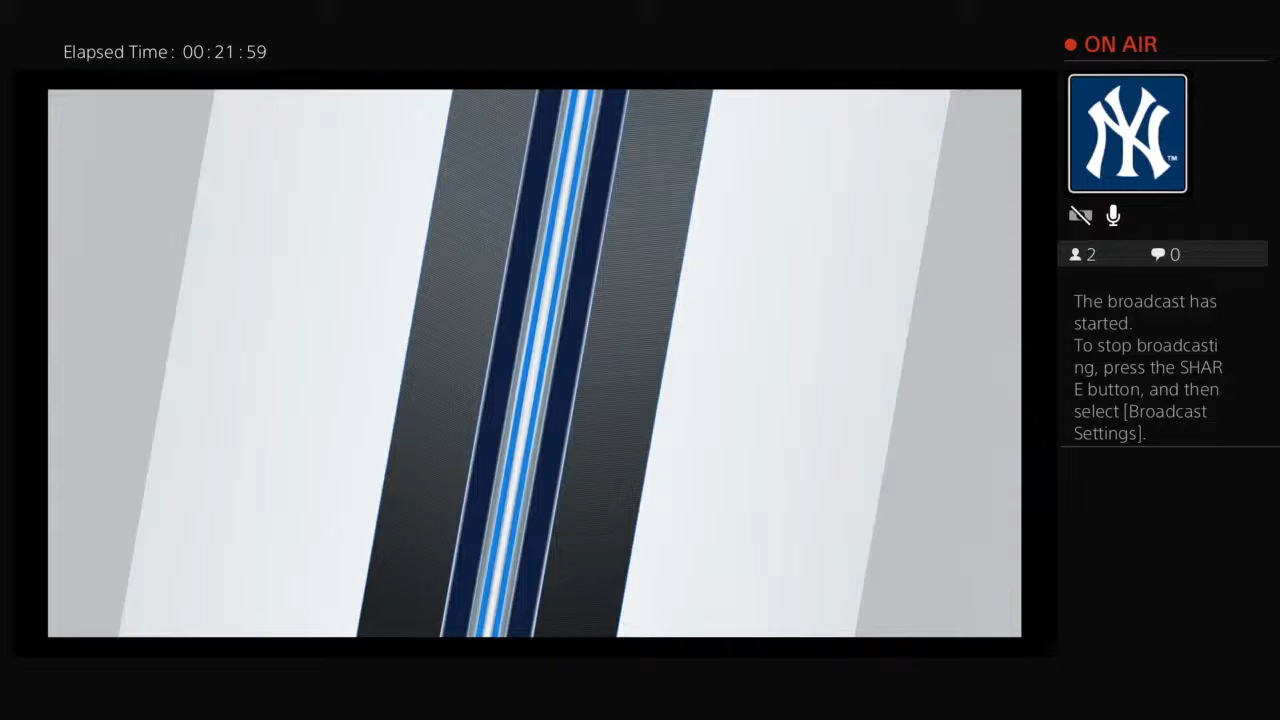 Elapsed Time: 00:21:59
ON AIR
NY
TM
2 0
The broadcast has
started.
To stop broadcasti
ng, press the SHAR
E button, and then
select [Broadcast
Settings].